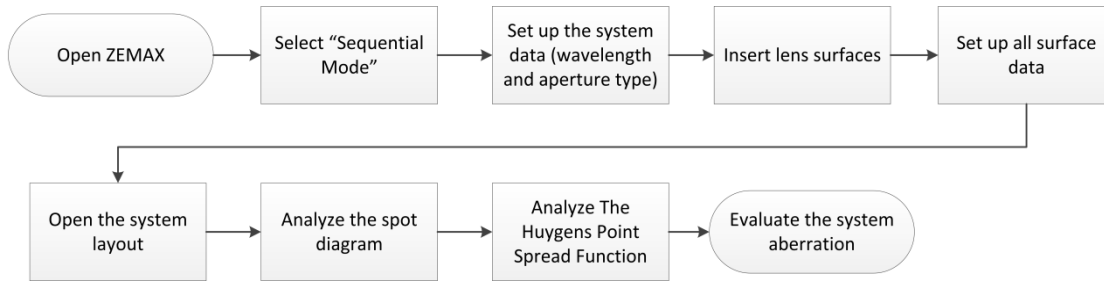 Open ZEMAX
Select “Sequential
Mode”
Set up the system
data (wavelength
and aperture type)
Insert lens surfaces
Set up all surface
data
Open the system
layout
Analyze the spot
diagram
Analyze The
Huygens Point
Spread Function
Evaluate the system
aberration